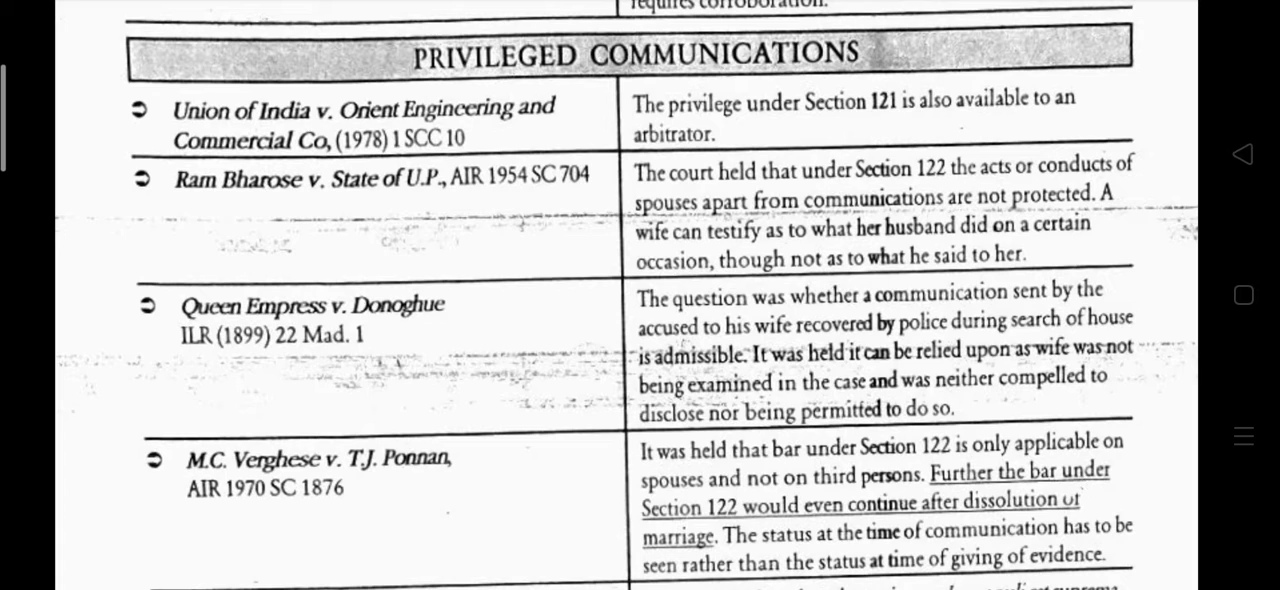 requires corroboration.
PRIVILEGED COMMUNICATIONS
➲ Union of India v. Orient Engineering and
Commercial Co, (1978) 1 SCC 10
The privilege under Section 121 is also available to an
arbitrator.
➲ Ram Bharose v. State of U.P., AIR 1954 SC 704
The court held that under Section 122 the acts or conducts of
spouses apart from communications are not protected. A
wife can testify as to what her husband did on a certain
occasion, though not as to what he said to her.
➲ Queen Empress v. Donoghue
ILR (1899) 22 Mad. 1
The question was whether a communication sent by the
accused to his wife recovered by police during search of house
is admissible. It was held it can be relied upon as wife was not
being examined in the case and was neither compelled to
disclose nor being permitted to do so.
➲ M.C. Verghese v. T.J. Ponnan,
AIR 1970 SC 1876
It was held that bar under Section 122 is only applicable on
spouses and not on third persons. Further the bar under
Section 122 would even continue after dissolution of
marriage. The status at the time of communication has to be
seen rather than the status at time of giving of evidence.